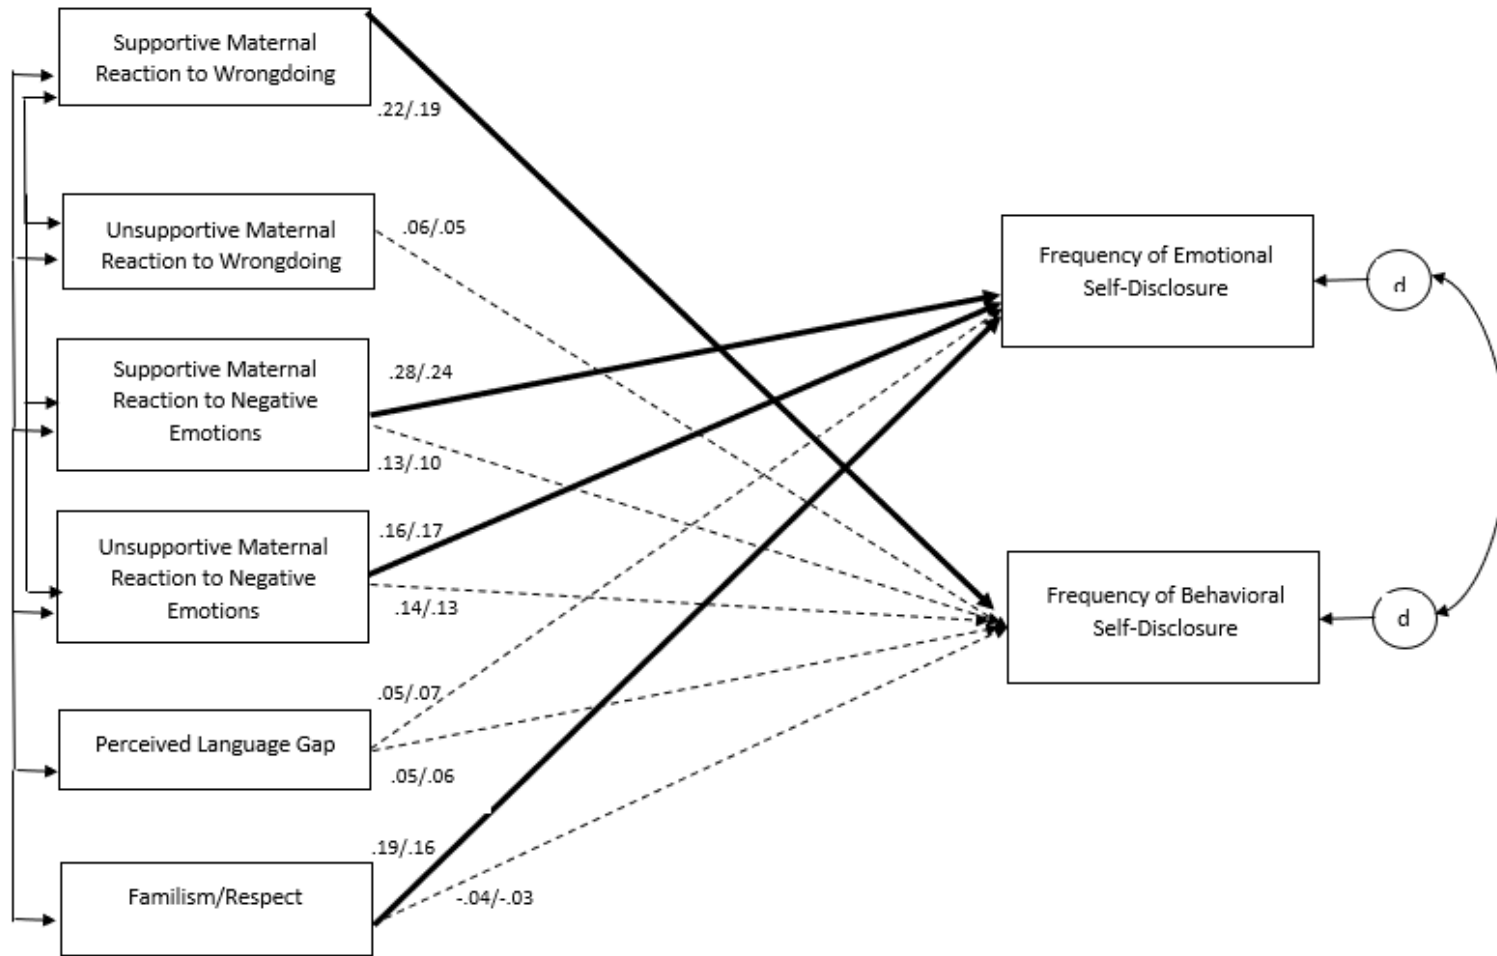 Supportive Maternal
Reaction to Wrongdoing
.22/.19
Unsupportive Maternal
Reaction to Wrongdoing
.06/.05
Supportive Maternal
Reaction to Negative
Emotions
.28/.24
.13/.10
Unsupportive Maternal
Reaction to Negative
Emotions
.16/.17
.14/.13
Perceived Language Gap
.05/.07
.05/.06
Familism/Respect
.19/.16
-.04/-.03
Frequency of Emotional
Self-Disclosure
d
Frequency of Behavioral
Self-Disclosure
d